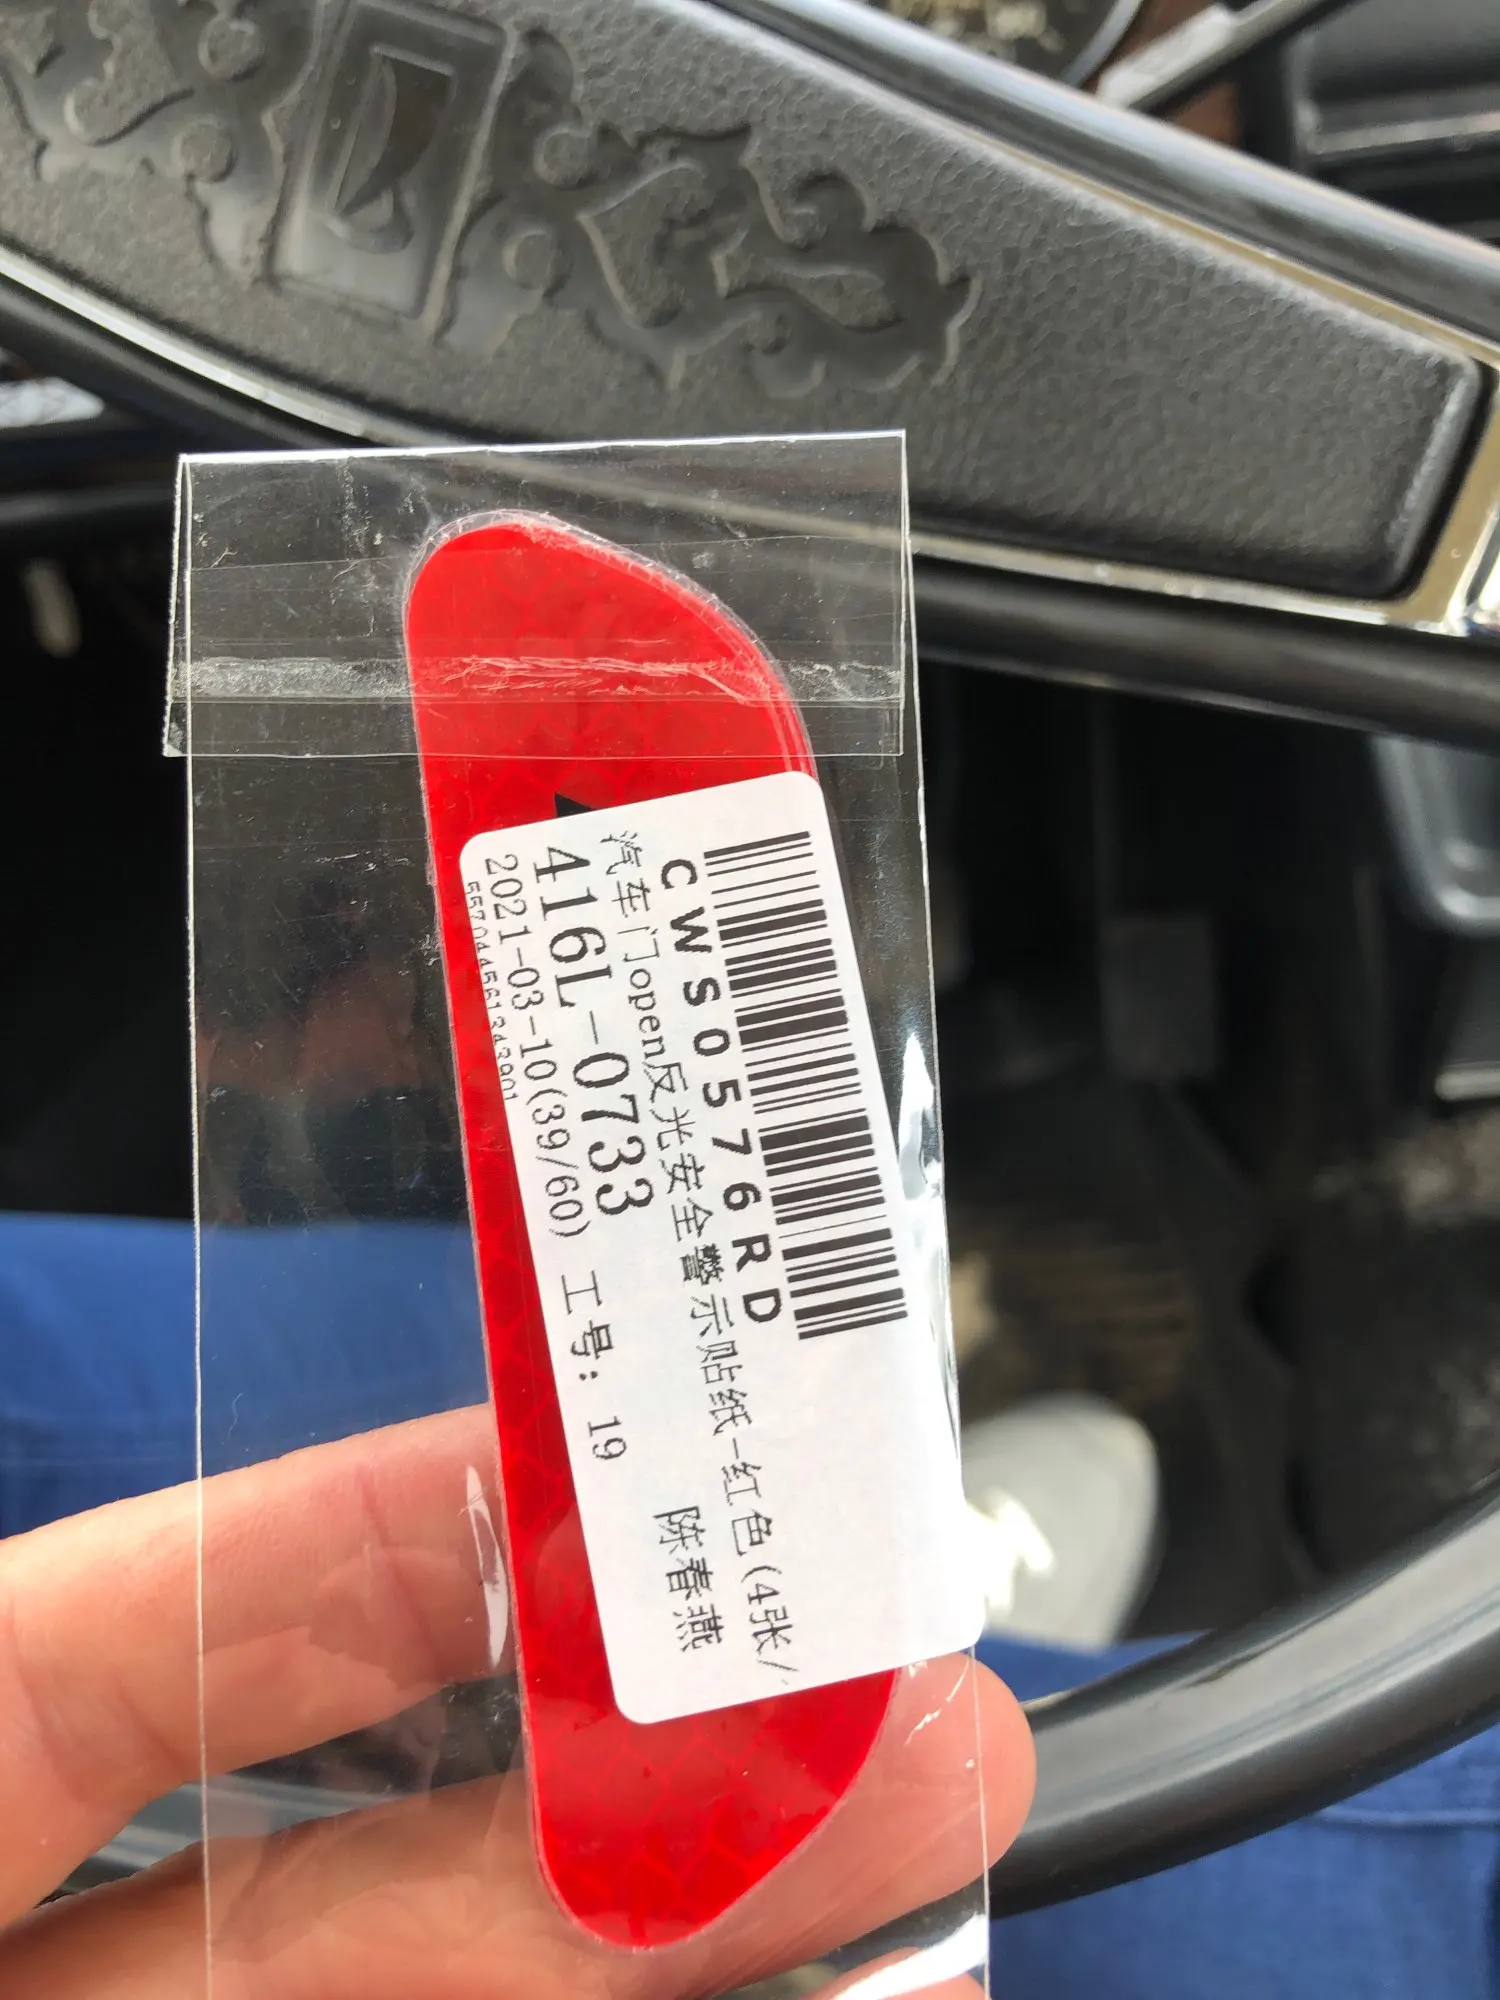 CWS0576RD
汽车门open反光安全警示贴纸-红色(4张/
416L-0733 陈春燕
2021-03-10(39/60) 工号: 19